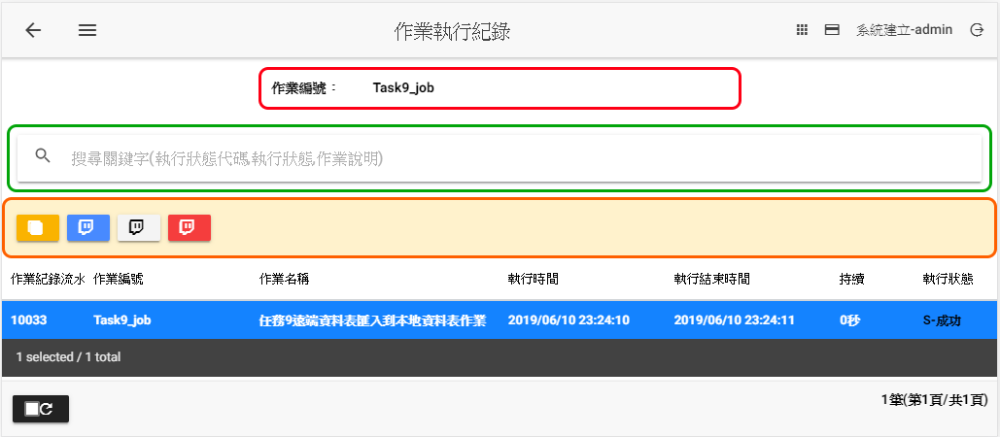 作業執行紀錄
系統建立-admin
作業編號： Task9_job
搜尋關鍵字(執行狀態代碼,執行狀態,作業說明)
作業紀錄流水 作業編號 作業名稱 執行時間 執行結束時間 持續 執行狀態
10033 Task9_job 任務9遠端資料表匯入到本地資料表作業 2019/06/10 23:24:10 2019/06/10 23:24:11 0秒 S-成功
1 selected / 1 total
1筆(第1頁/共1頁)